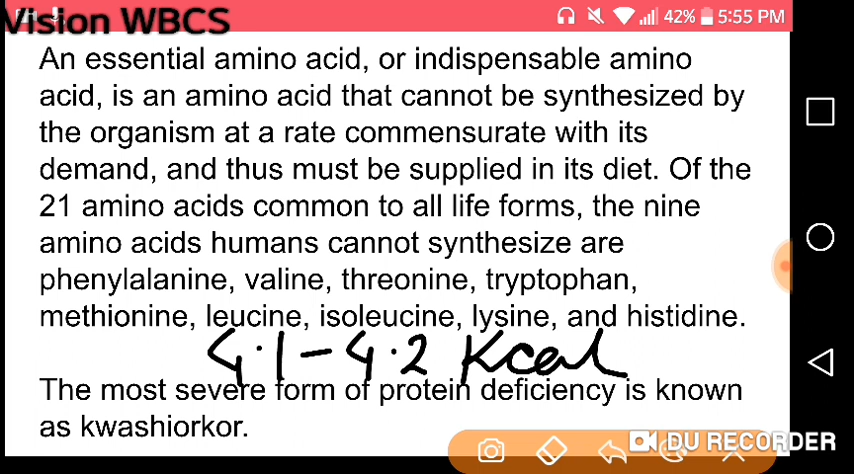 Vision WBCS
42% 5:55 PM
An essential amino acid, or indispensable amino
acid, is an amino acid that cannot be synthesized by
the organism at a rate commensurate with its
demand, and thus must be supplied in its diet. Of the
21 amino acids common to all life forms, the nine
amino acids humans cannot synthesize are
phenylalanine, valine, threonine, tryptophan,
methionine, leucine, isoleucine, lysine, and histidine.
4.1-4.2 Kcal
The most severe form of protein deficiency is known
as kwashiorkor.
DU RECORDER